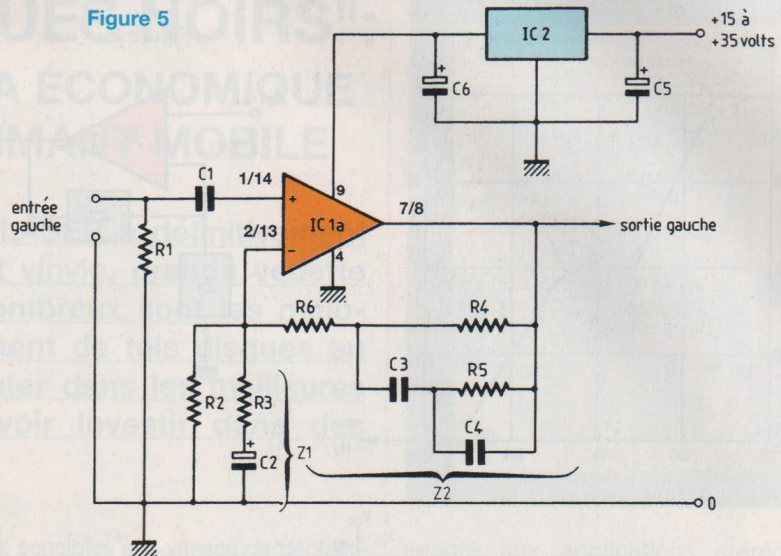 Figure 5
IC 2
+15 à
+35 volts
C6
C5
C1
1/14
9
entrée
gauche
IC 1a
7/8
sortie gauche
R1
2/13
4
R6
R4
C3
R5
R2
R3
C4
C2
Z1
Z2
0